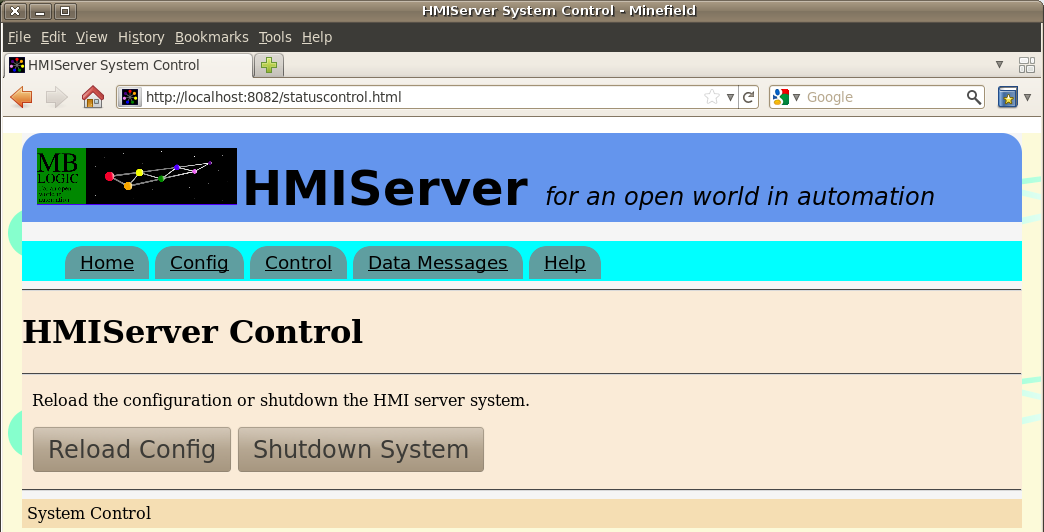 HMIServer System Control - Minefield
File Edit View History Bookmarks Tools Help
HMIServer System Control
http://localhost:8082/statuscontrol.html
Google
MB
LOGIC
HMIServer for an open world in automation
Home Config Control Data Messages Help
HMIServer Control
Reload the configuration or shutdown the HMI server system.
Reload Config Shutdown System
System Control